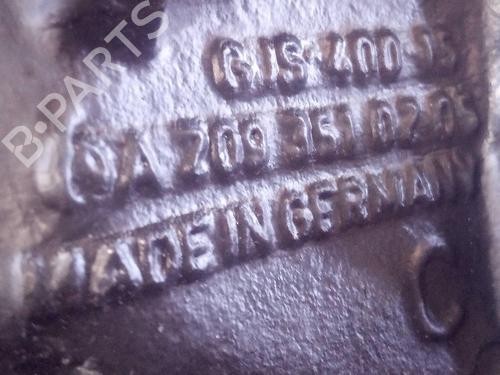 B-PARTS
GJS-400-15
A 209 351 02 05
MADE IN GERMANY
C